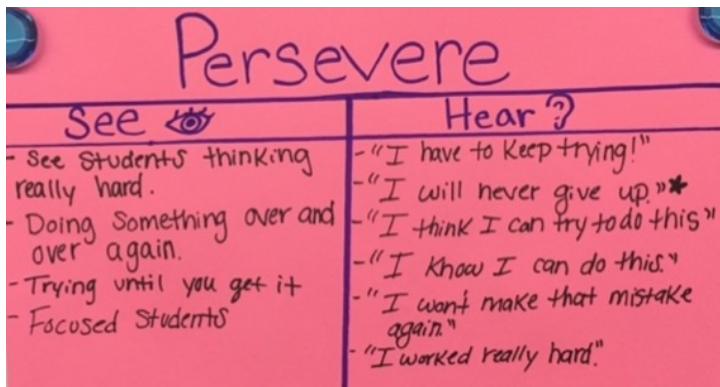 Persevere
See
- See Students thinking
really hard.
- Doing Something over and
over again.
- Trying until you get it
- Focused Students
Hear
- "I have to Keep trying!"
- "I will never give up."*
- "I think I can try to do this"
- "I know I can do this."
- "I won't make that mistake
again."
- "I worked really hard."